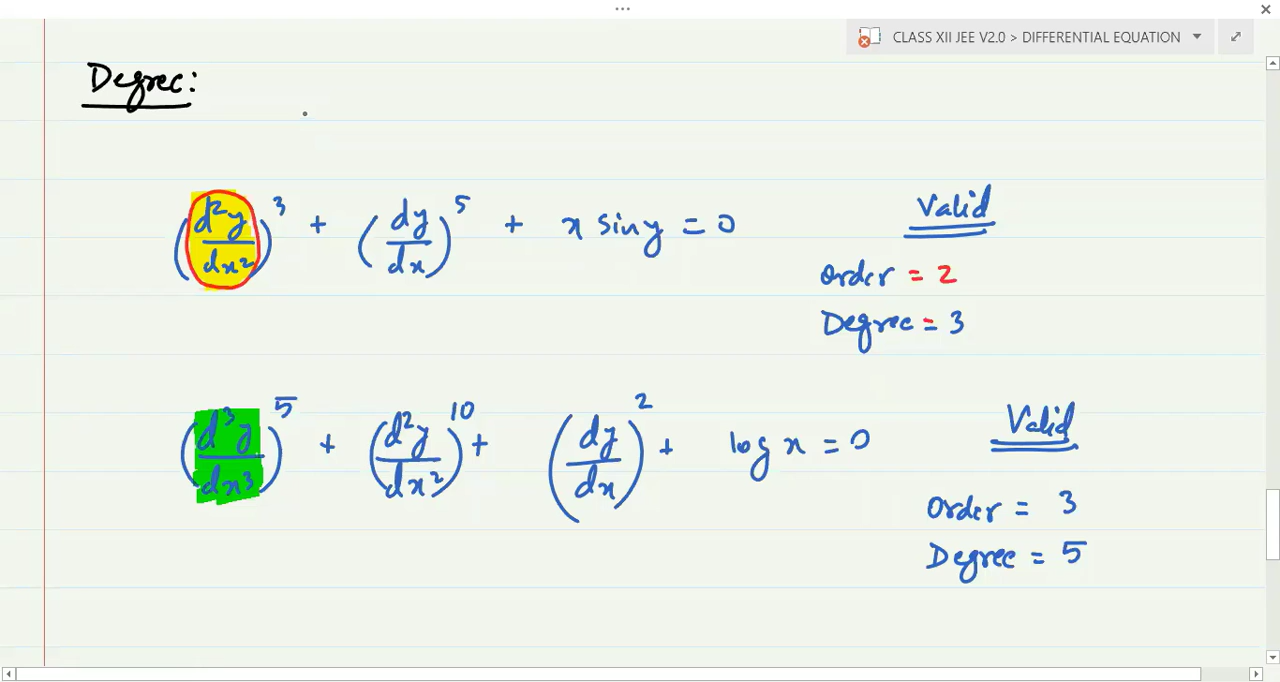 CLASS XII JEE V2.0 > DIFFERENTIAL EQUATION
Degree:
(d²y/dx²)³ + (dy/dx)⁵ + x sin y = 0
Valid
Order = 2
Degree = 3
(d³y/dx³)⁵ + (d²y/dx²)¹⁰ + (dy/dx)² + log x = 0
Valid
Order = 3
Degree = 5